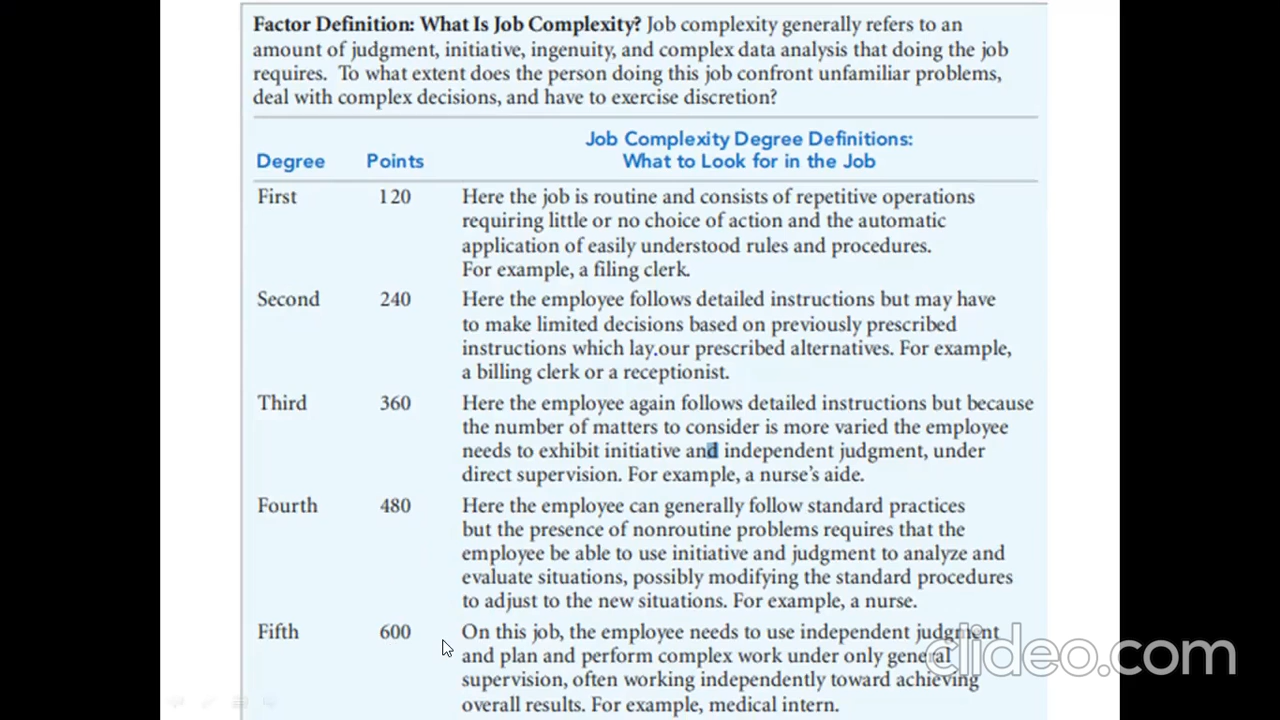 Factor Definition: What Is Job Complexity? Job complexity generally refers to an
amount of judgment, initiative, ingenuity, and complex data analysis that doing the job
requires. To what extent does the person doing this job confront unfamiliar problems,
deal with complex decisions, and have to exercise discretion?
Degree Points Job Complexity Degree Definitions:
What to Look for in the Job
First 120 Here the job is routine and consists of repetitive operations
requiring little or no choice of action and the automatic
application of easily understood rules and procedures.
For example, a filing clerk.
Second 240 Here the employee follows detailed instructions but may have
to make limited decisions based on previously prescribed
instructions which lay.our prescribed alternatives. For example,
a billing clerk or a receptionist.
Third 360 Here the employee again follows detailed instructions but because
the number of matters to consider is more varied the employee
needs to exhibit initiative and independent judgment, under
direct supervision. For example, a nurse's aide.
Fourth 480 Here the employee can generally follow standard practices
but the presence of nonroutine problems requires that the
employee be able to use initiative and judgment to analyze and
evaluate situations, possibly modifying the standard procedures
to adjust to the new situations. For example, a nurse.
Fifth 600 On this job, the employee needs to use independent judgment
and plan and perform complex work under only general
supervision, often working independently toward achieving
overall results. For example, medical intern.
clideo.com